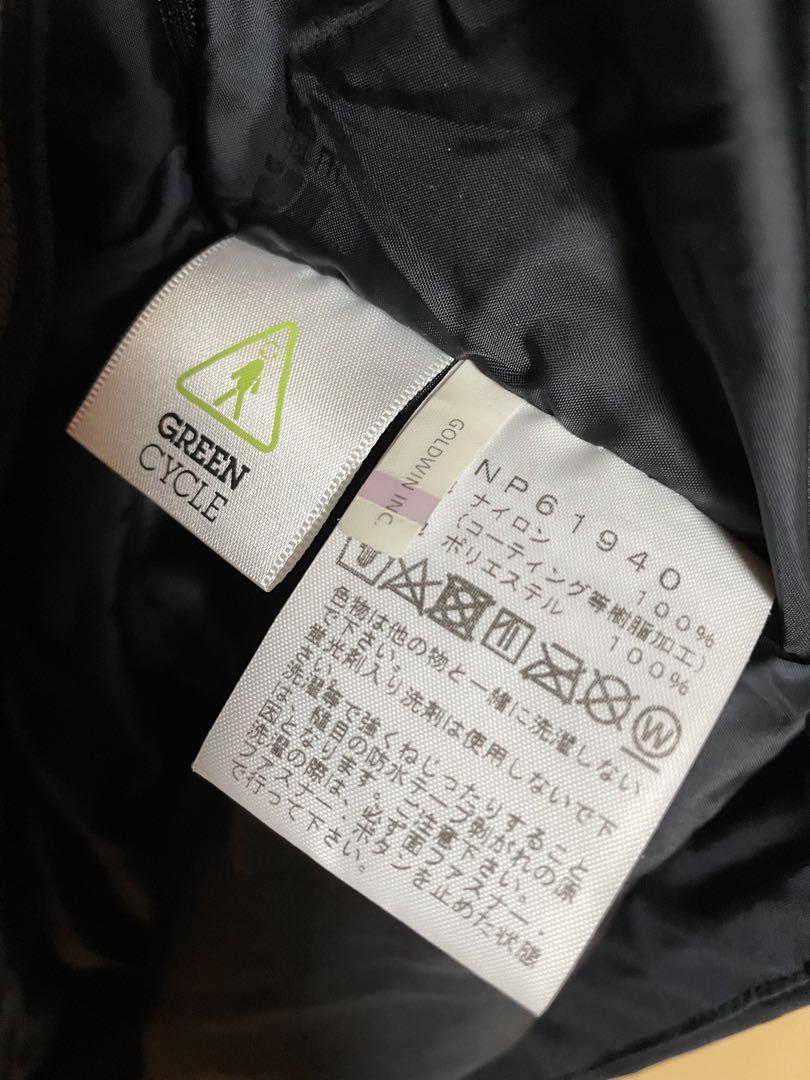 GREEN
CYCLE
GOLDWIN INC.
NP61940
ナイロン 100%
(コーティング等樹脂加工)
ポリエステル 100%
W
色物は他の物と一緒に洗濯しない
で下さい。
蛍光剤入り洗剤は使用しないで下
さい。
洗濯等で強くねじったりすること
は、縫目の防水テープ剥がれの原
因となります。ご注意下さい。
洗濯の際は、必ず面ファスナー・
ファスナー・ボタンを止めた状態
で行って下さい。